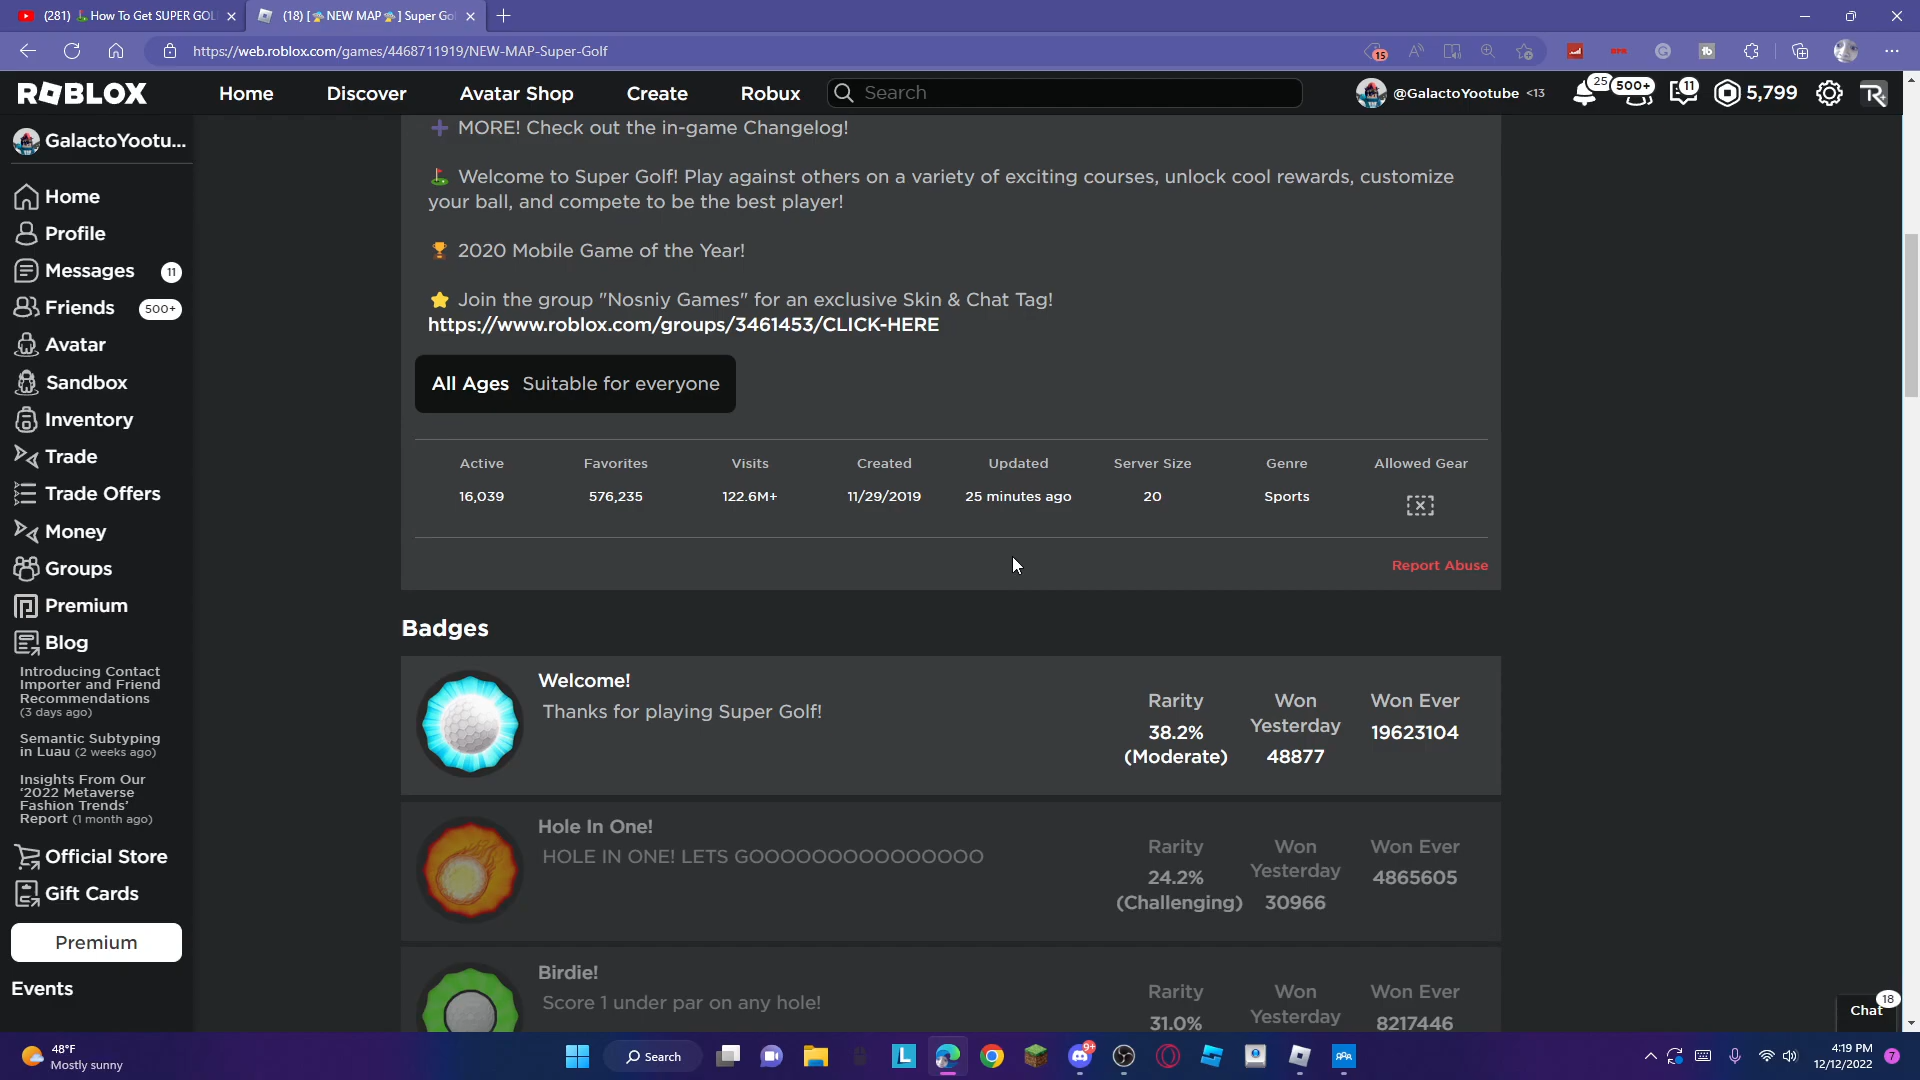 (281) How To Get SUPER GOL
(18) [ NEW MAP ] Super Go
https://web.roblox.com/games/4468711919/NEW-MAP-Super-Golf
15
ROBLOX
Home
Discover
Avatar Shop
Create
Robux
Search
@GalactoYootube <13
25
500+
11
5,799
GalactoYootu...
Home
Profile
Messages 11
Friends 500+
Avatar
Sandbox
Inventory
Trade
Trade Offers
Money
Groups
Premium
Blog
Introducing Contact
Importer and Friend
Recommendations
(3 days ago)
Semantic Subtyping
in Luau (2 weeks ago)
Insights From Our
‘2022 Metaverse
Fashion Trends’
Report (1 month ago)
Official Store
Gift Cards
Premium
Events
MORE! Check out the in-game Changelog!
Welcome to Super Golf! Play against others on a variety of exciting courses, unlock cool rewards, customize
your ball, and compete to be the best player!
2020 Mobile Game of the Year!
Join the group "Nosniy Games" for an exclusive Skin & Chat Tag!
https://www.roblox.com/groups/3461453/CLICK-HERE
All Ages Suitable for everyone
Active Favorites Visits Created Updated Server Size Genre Allowed Gear
16,039 576,235 122.6M+ 11/29/2019 25 minutes ago 20 Sports
Report Abuse
Badges
Welcome!
Thanks for playing Super Golf!
Rarity
38.2%
(Moderate)
Won
Yesterday
48877
Won Ever
19623104
Hole In One!
HOLE IN ONE! LETS GOOOOOOOOOOOOOOO
Rarity
24.2%
(Challenging)
Won
Yesterday
30966
Won Ever
4865605
Birdie!
Score 1 under par on any hole!
Rarity
31.0%
Won
Yesterday
Won Ever
8217446
Chat 18
48°F
Mostly sunny
Search
9+
4:19 PM
12/12/2022
7